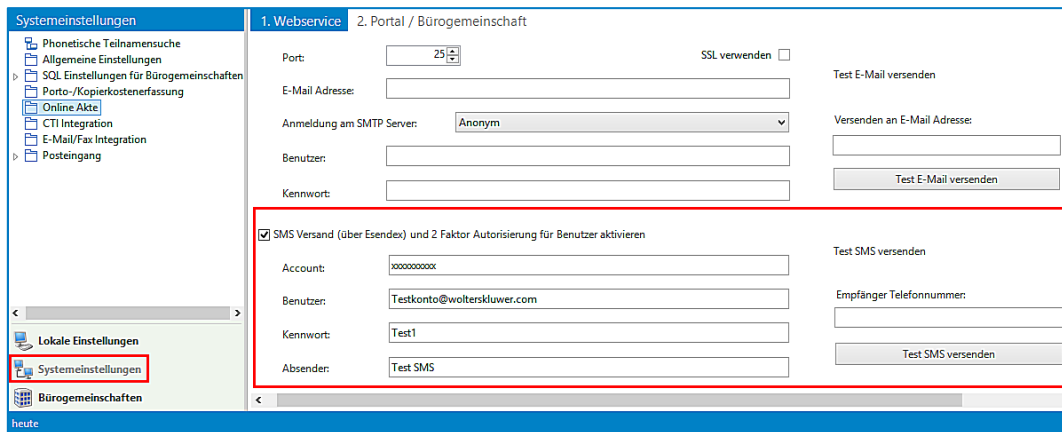 Systemeinstellungen
Phonetische Teilnamensuche
Allgemeine Einstellungen
SQL Einstellungen für Bürogemeinschaften
Porto-/Kopierkostenerfassung
Online Akte
CTI Integration
E-Mail/Fax Integration
Posteingang
Lokale Einstellungen
Systemeinstellungen
Bürogemeinschaften
heute
1. Webservice 2. Portal / Bürogemeinschaft
Port: 25 SSL verwenden
Test E-Mail versenden
E-Mail Adresse:
Anmeldung am SMTP Server: Anonym
Versenden an E-Mail Adresse:
Benutzer:
Test E-Mail versenden
Kennwort:
SMS Versand (über Esendex) und 2 Faktor Autorisierung für Benutzer aktivieren
Test SMS versenden
Account: xxxxxxxxxx
Benutzer: Testkonto@wolterskluwer.com
Empfänger Telefonnummer:
Kennwort: Test1
Test SMS versenden
Absender: Test SMS